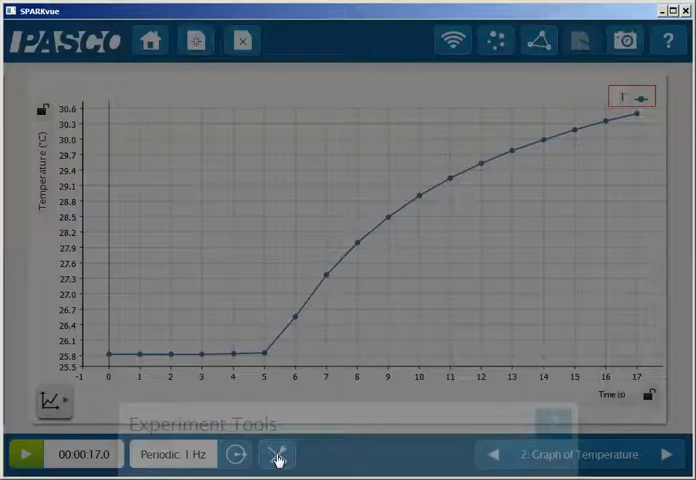 SPARKvue
PASCO
?
1
30.6
30.3
30.0
29.7
29.4
29.1
28.8
28.5
28.2
27.9
27.6
27.3
27.0
26.7
26.4
26.1
25.8
25.5
Temperature (°C)
-1 0 1 2 3 4 5 6 7 8 9 10 11 12 13 14 15 16 17
Time (s)
Experiment Tools
00:00:17.0
Periodic: 1 Hz
2: Graph of Temperature